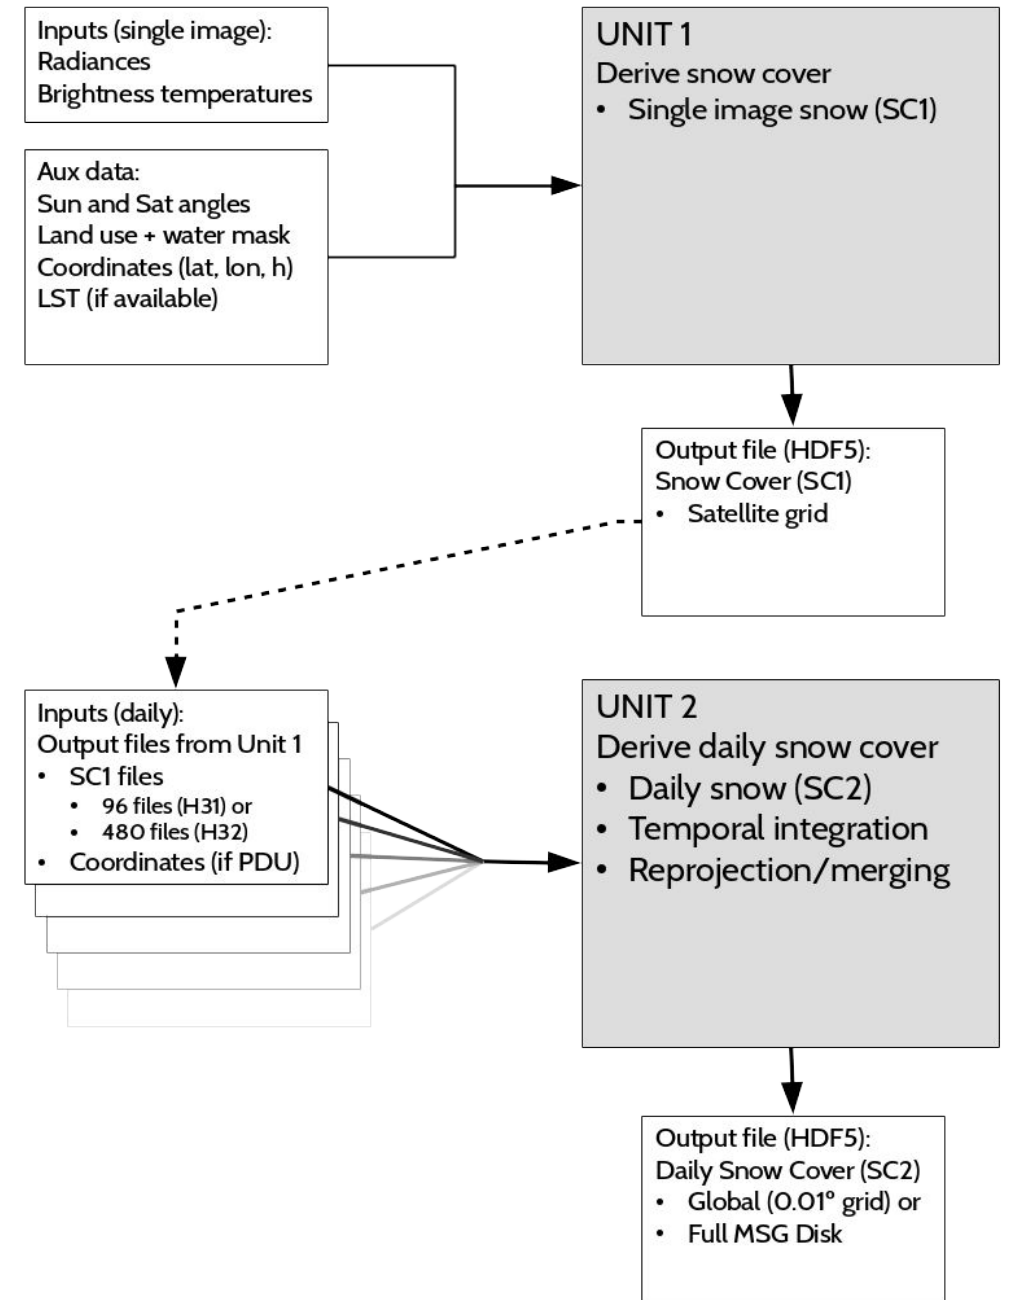 Inputs (single image):
Radiances
Brightness temperatures
UNIT 1
Derive snow cover
• Single image snow (SC1)
Aux data:
Sun and Sat angles
Land use + water mask
Coordinates (lat, lon, h)
LST (if available)
Output file (HDF5):
Snow Cover (SC1)
• Satellite grid
Inputs (daily):
Output files from Unit 1
• SC1 files
• 96 files (H31) or
• 480 files (H32)
• Coordinates (if PDU)
UNIT 2
Derive daily snow cover
• Daily snow (SC2)
• Temporal integration
• Reprojection/merging
Output file (HDF5):
Daily Snow Cover (SC2)
• Global (0.01º grid) or
• Full MSG Disk